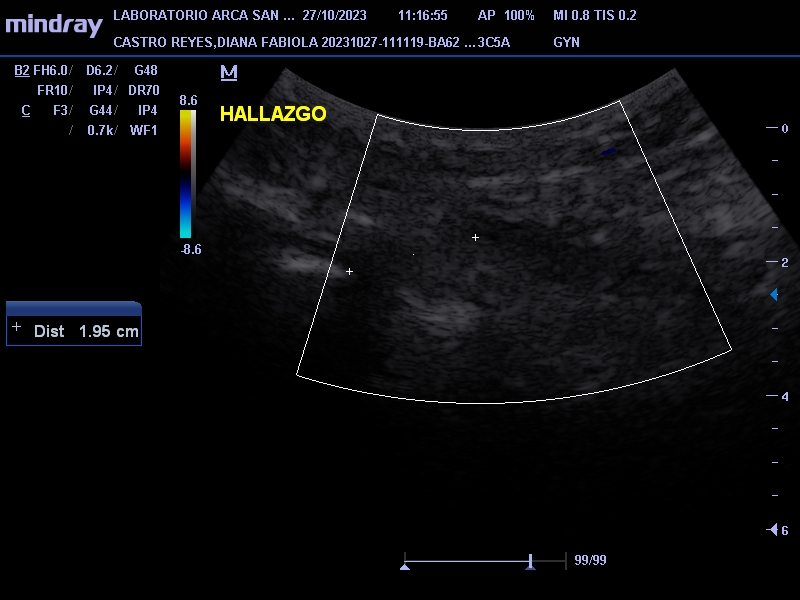 mindray LABORATORIO ARCA SAN ... 27/10/2023 11:16:55 AP 100% MI 0.8 TIS 0.2
CASTRO REYES,DIANA FABIOLA 20231027-111119-BA62 ...3C5A GYN
B2 FH6.0/ D6.2/ G48
FR10/ IP4/ DR70
C F3/ G44/ IP4
/ 0.7k/ WF1
M
8.6
HALLAZGO
-8.6
0
2
4
6
+ Dist 1.95 cm
99/99